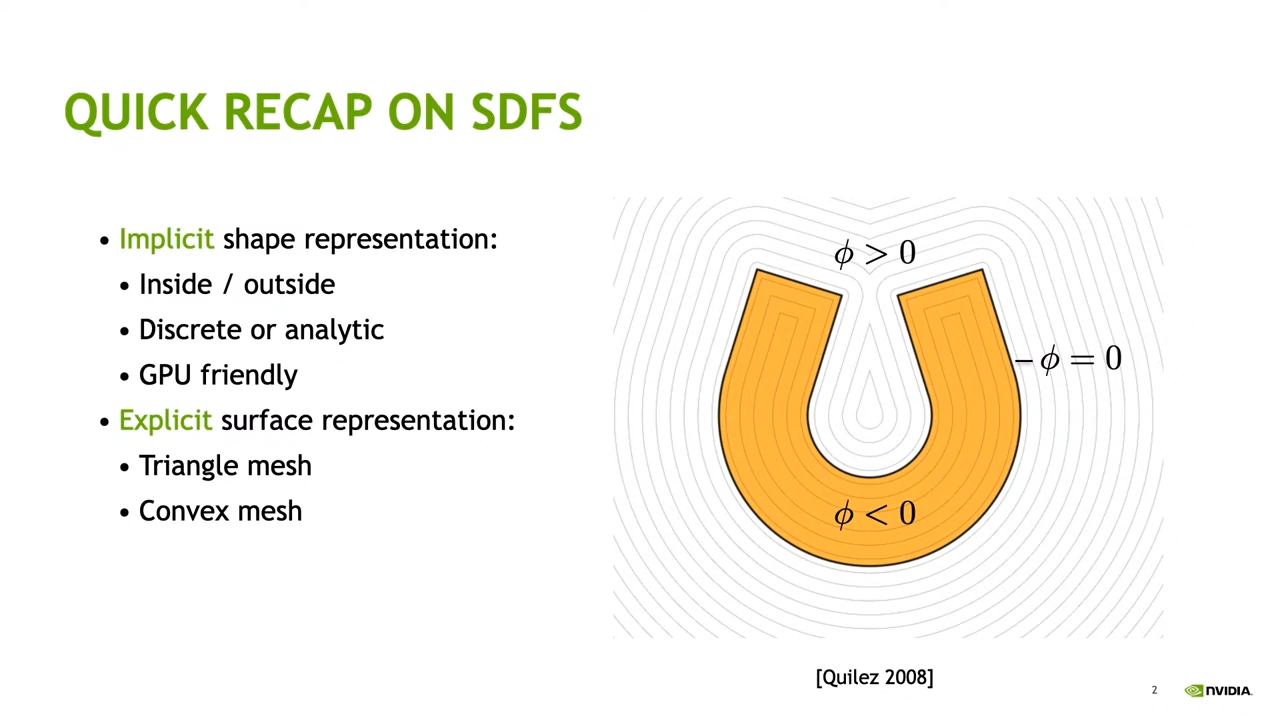 QUICK RECAP ON SDFS
• Implicit shape representation:
• Inside / outside
• Discrete or analytic
• GPU friendly
• Explicit surface representation:
• Triangle mesh
• Convex mesh
ϕ > 0
ϕ = 0
ϕ < 0
[Quilez 2008]
2
NVIDIA.